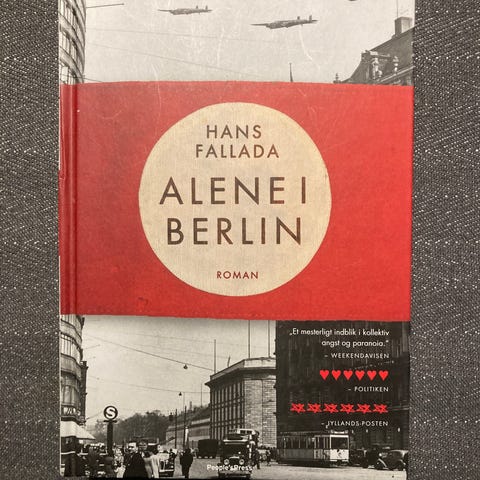 HANS
FALLADA
ALENE I
BERLIN
ROMAN
„Et mesterligt indblik i kollektiv
angst og paranoia."
– WEEKENDAVISEN
♥♥♥♥♥♥
– POLITIKEN
– JYLLANDS-POSTEN
S
People'sPress